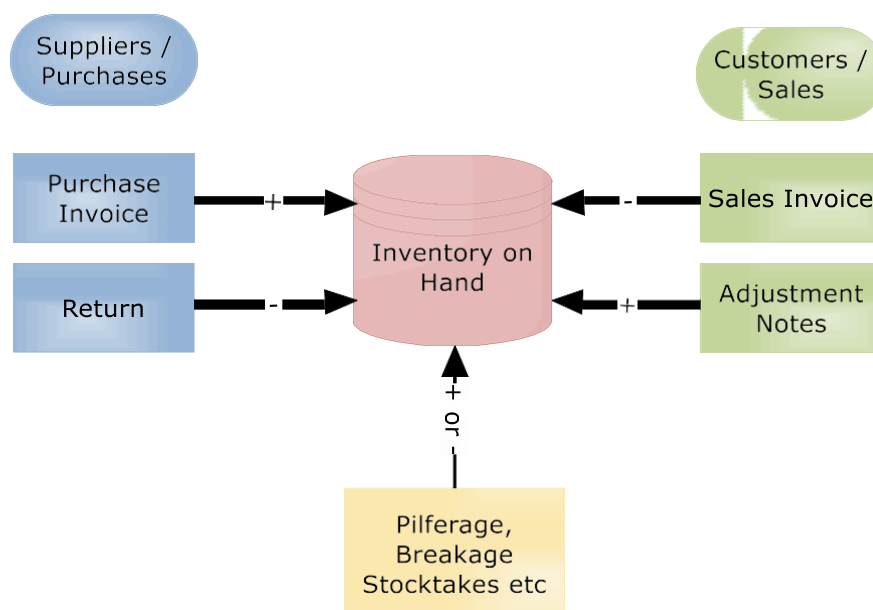 Suppliers /
Purchases
Customers /
Sales
Purchase
Invoice
+
-
Sales Invoice
Inventory on
Hand
Return
-
+
Adjustment
Notes
+ or -
Pilferage,
Breakage
Stocktakes etc